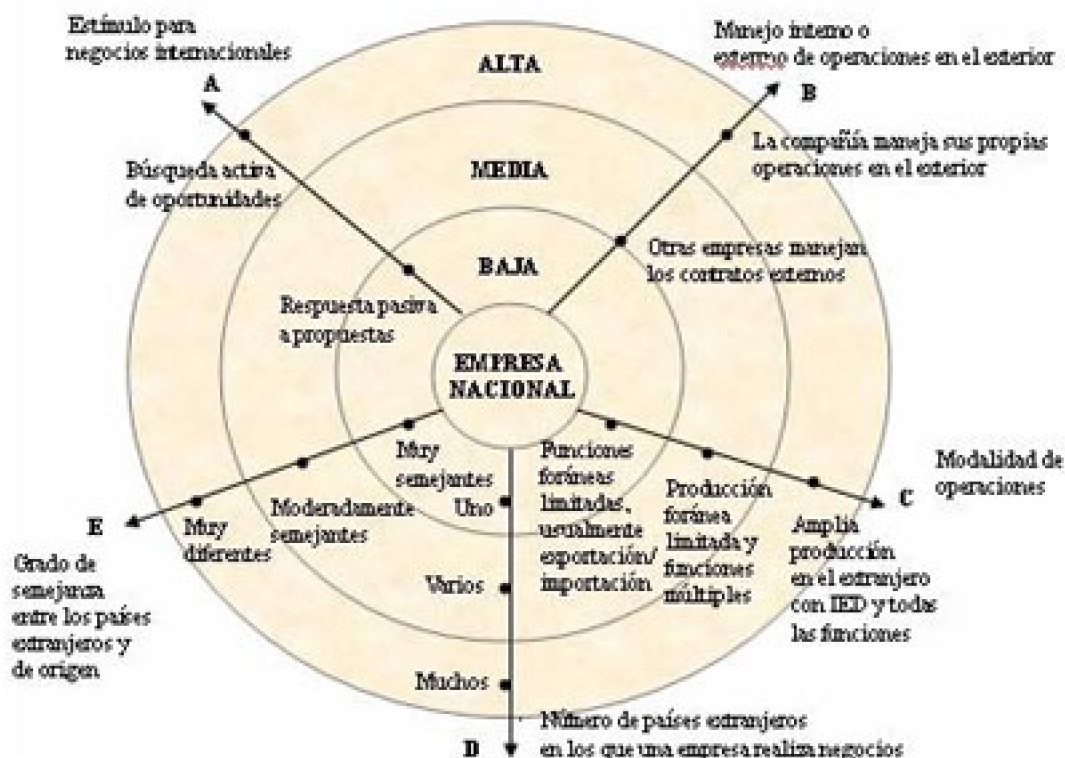 Estímulo para
negocios internacionales
A
Manejo interno o
externo de operaciones en el exterior
B
ALTA
La compañía maneja sus propias
operaciones en el exterior
Búsqueda activa
de oportunidades
MEDIA
Otras empresas manejan
los contratos externos
BAJA
Respuesta pasiva
a propuestas
EMPRESA
NACIONAL
Muy
semejantes
Moderadamente
semejantes
Muy
diferentes
E
Grado de
semejanza
entre los países
extranjeros y
de origen
Uno
Varios
Muchos
D
Número de países extranjeros
en los que una empresa realiza negocios
Funciones
foráneas
limitadas,
usualmente
exportación/
importación
Producción
foránea
limitada y
funciones
múltiples
Modalidad de
operaciones
C
Amplia
producción
en el extranjero
con IED y todas
las funciones